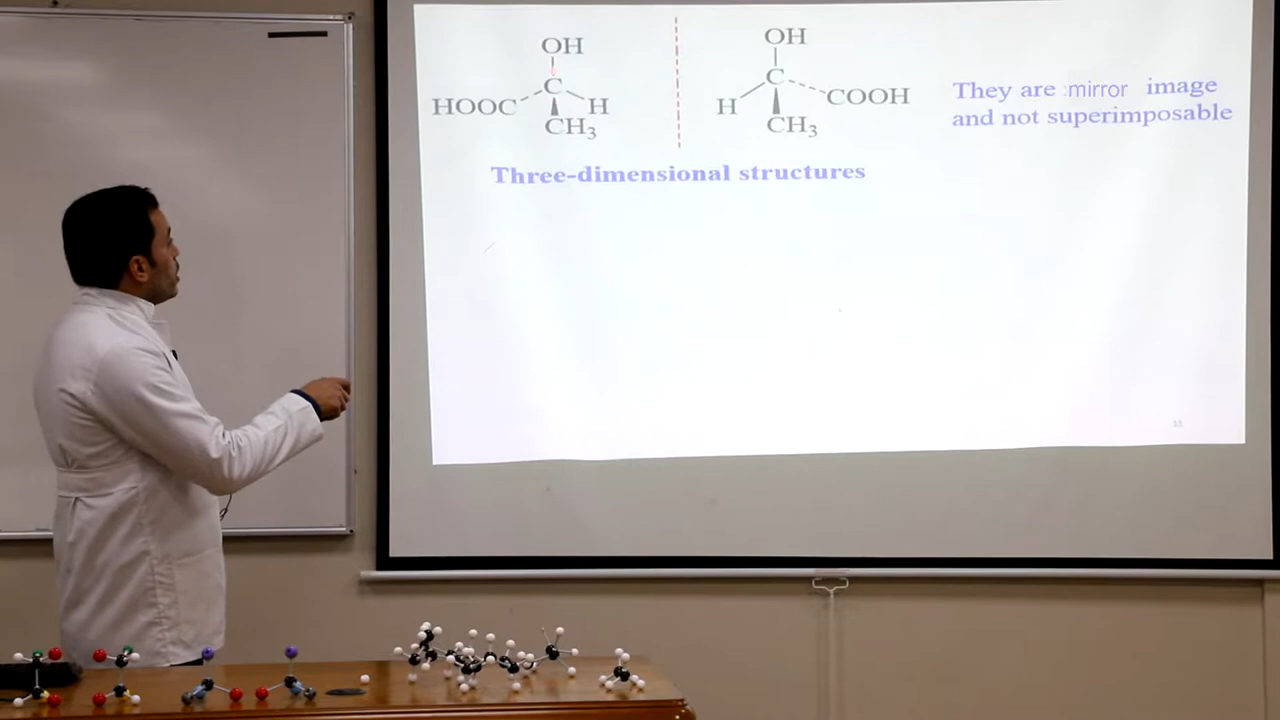 OH
C
HOOC
H
CH3
OH
C
H
COOH
CH3
They are mirror image
and not superimposable
Three-dimensional structures